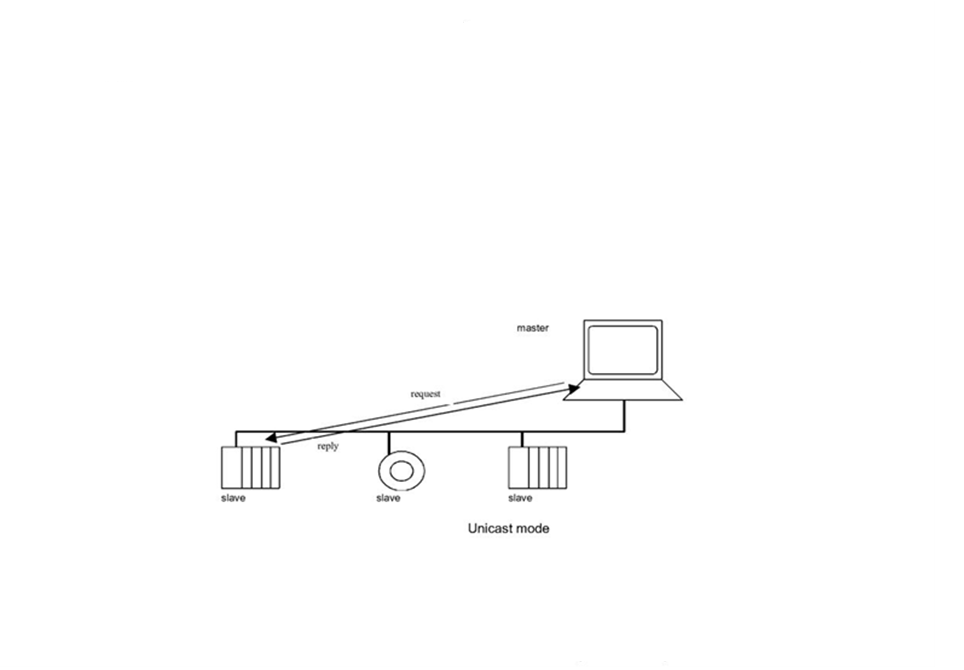 master
request
reply
slave
slave
slave
Unicast mode